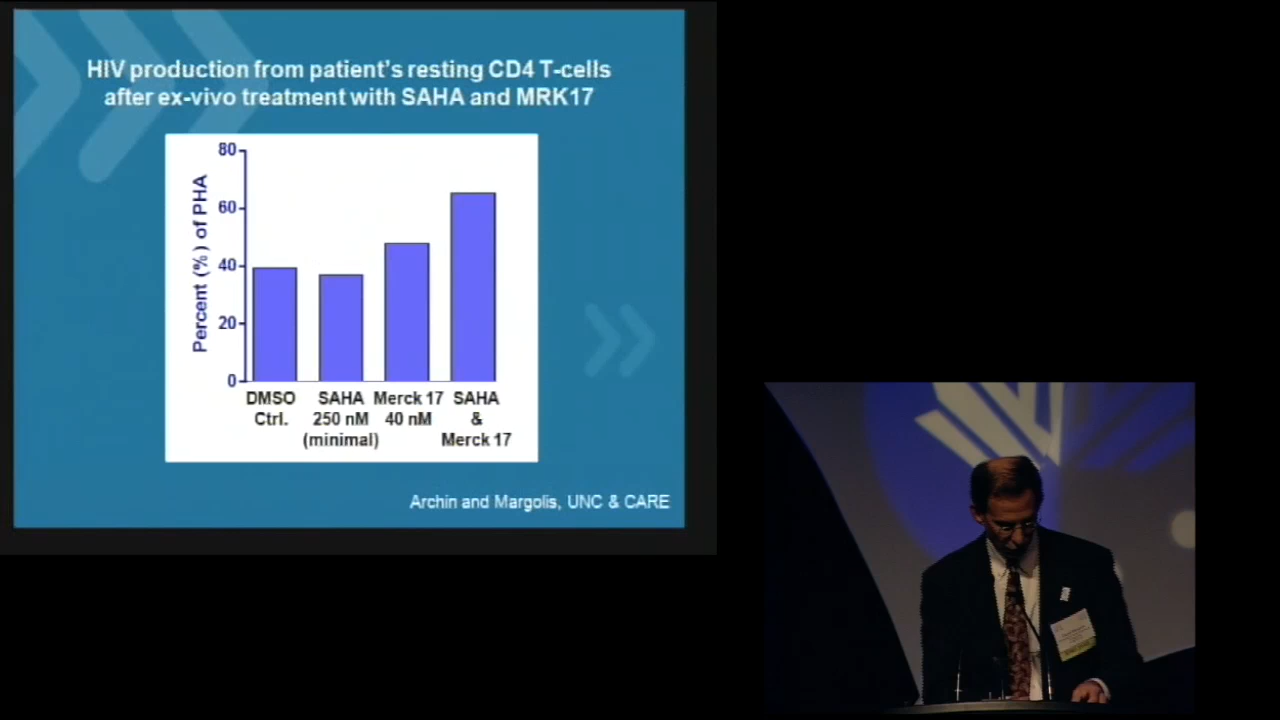 HIV production from patient's resting CD4 T-cells
after ex-vivo treatment with SAHA and MRK17
80
60
40
20
0
Percent (%) of PHA
DMSO
Ctrl.
SAHA
250 nM
(minimal)
Merck 17
40 nM
SAHA
&
Merck 17
Archin and Margolis, UNC & CARE